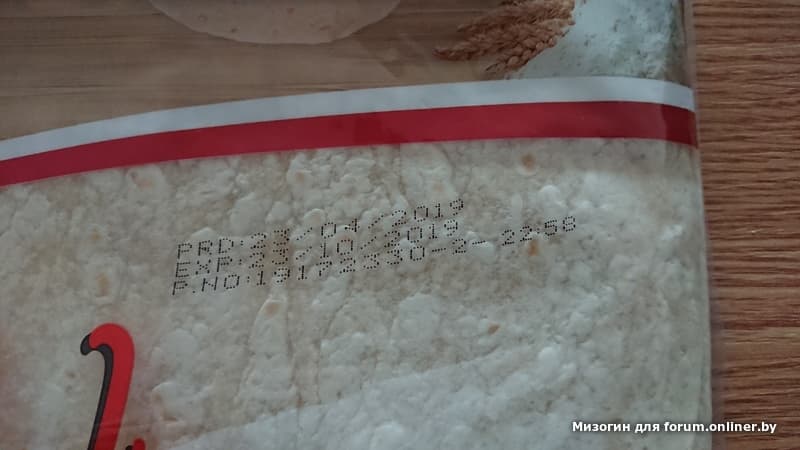 PRD:23/04/2019
EXP:23/10/2019
P.NO:19172330-2- 22:58
Мизогин для forum.onliner.by